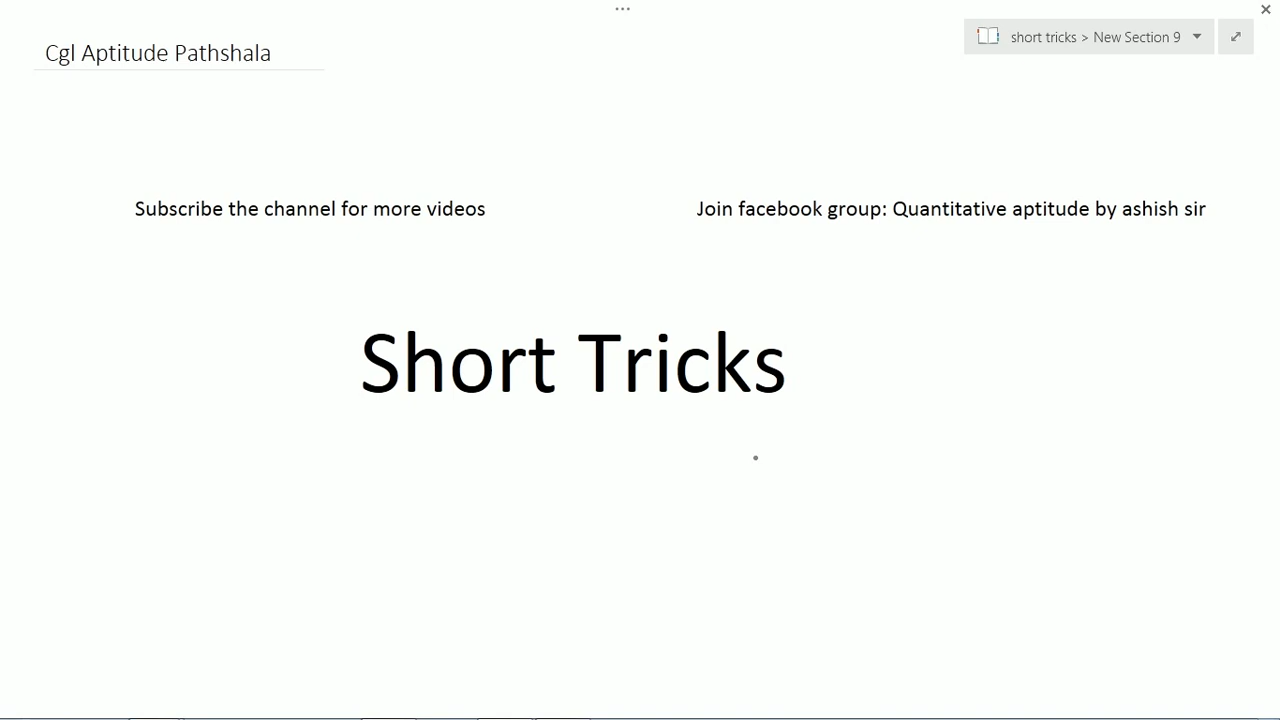 Cgl Aptitude Pathshala
short tricks > New Section 9
Subscribe the channel for more videos
Join facebook group: Quantitative aptitude by ashish sir
Short Tricks